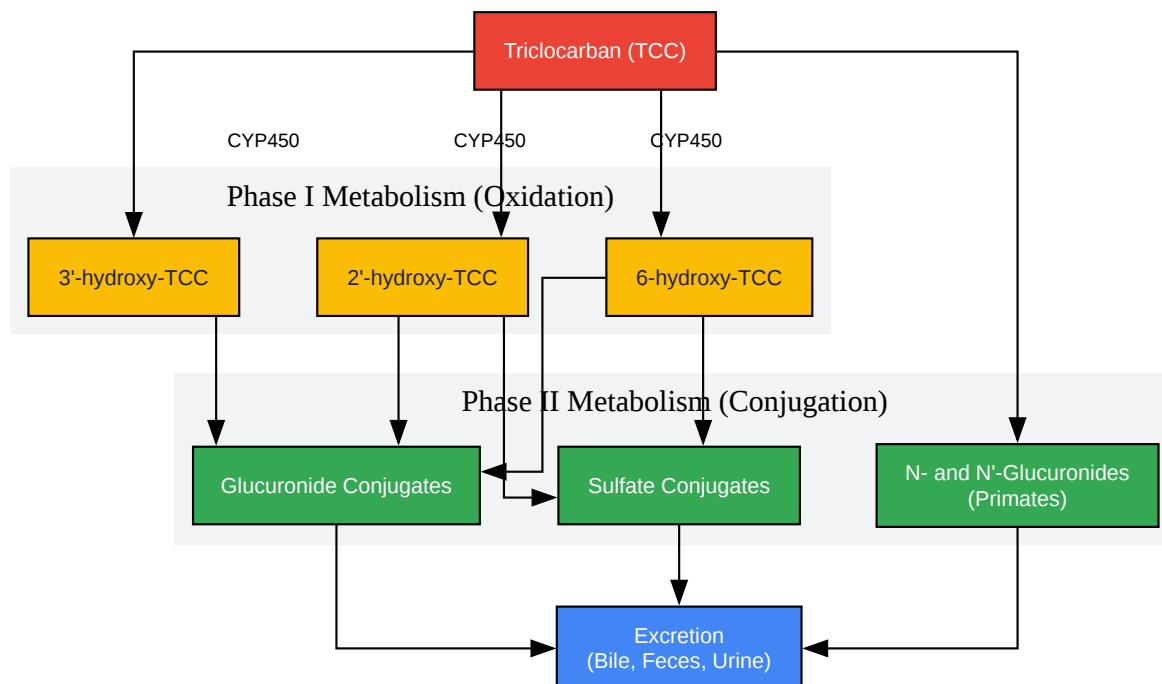 Triclocarban (TCC)
CYP450
CYP450
CYP450
Phase I Metabolism (Oxidation)
3'-hydroxy-TCC
2'-hydroxy-TCC
6-hydroxy-TCC
Phase II Metabolism (Conjugation)
Glucuronide Conjugates
Sulfate Conjugates
N- and N'-Glucuronides
(Primates)
Excretion
(Bile, Feces, Urine)